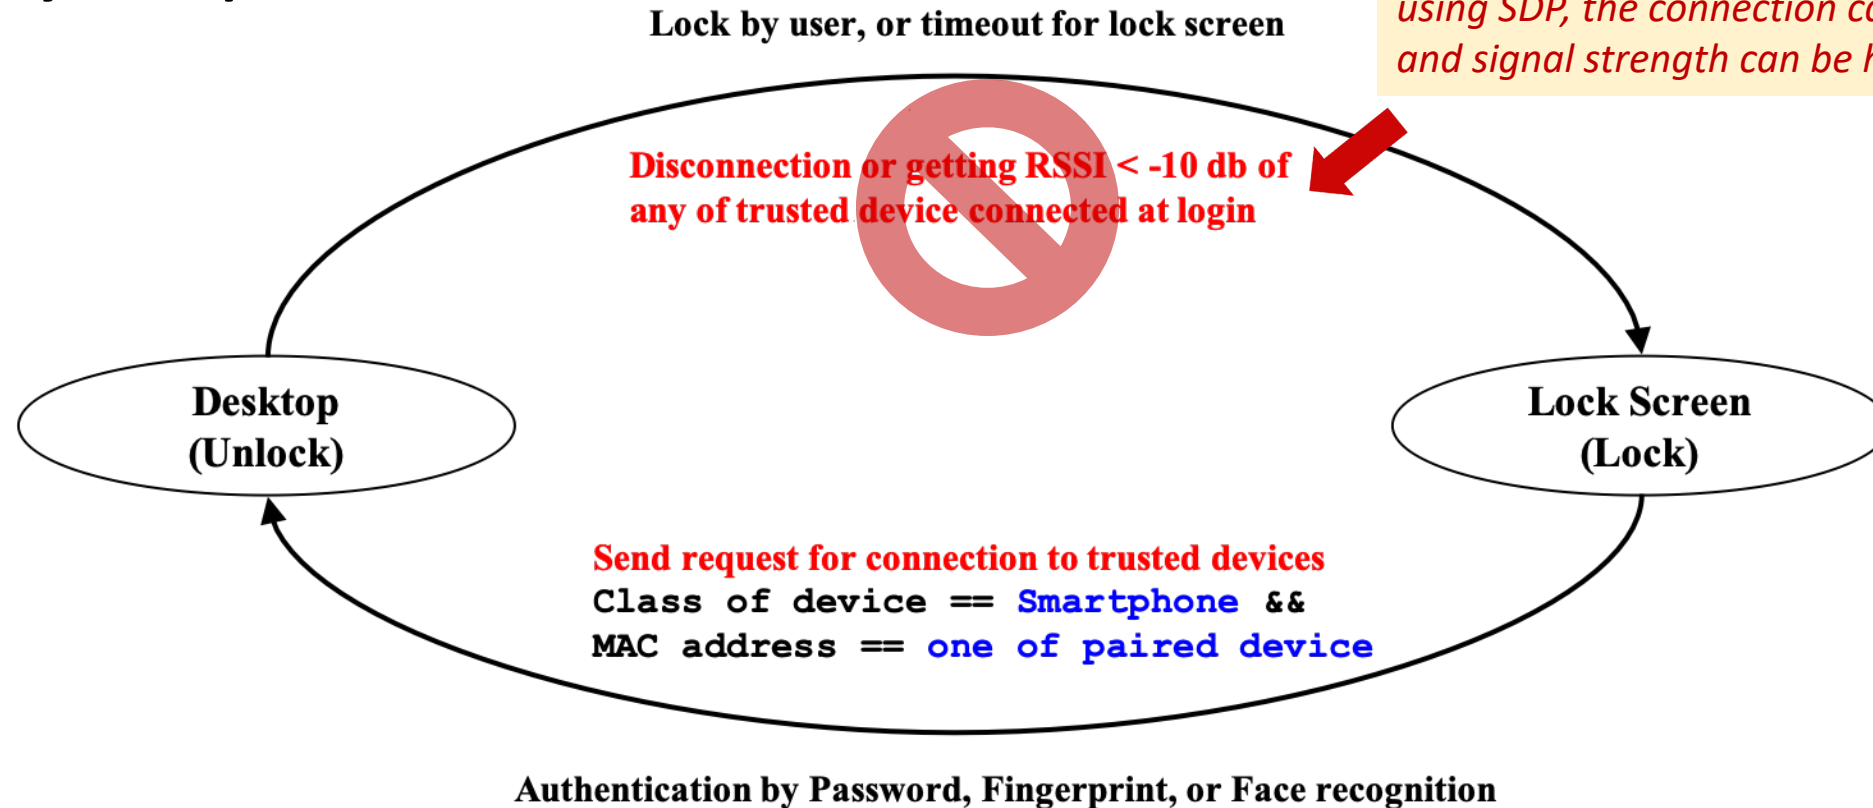 Lock by user, or timeout for lock screen
using SDP, the connection
and signal strength can be
Disconnection or getting RSSI < -10 db of
any of trusted device connected at login
Desktop
(Unlock)
Lock Screen
(Lock)
Send request for connection to trusted devices
Class of device == Smartphone &&
MAC address == one of paired device
Authentication by Password, Fingerprint, or Face recognition